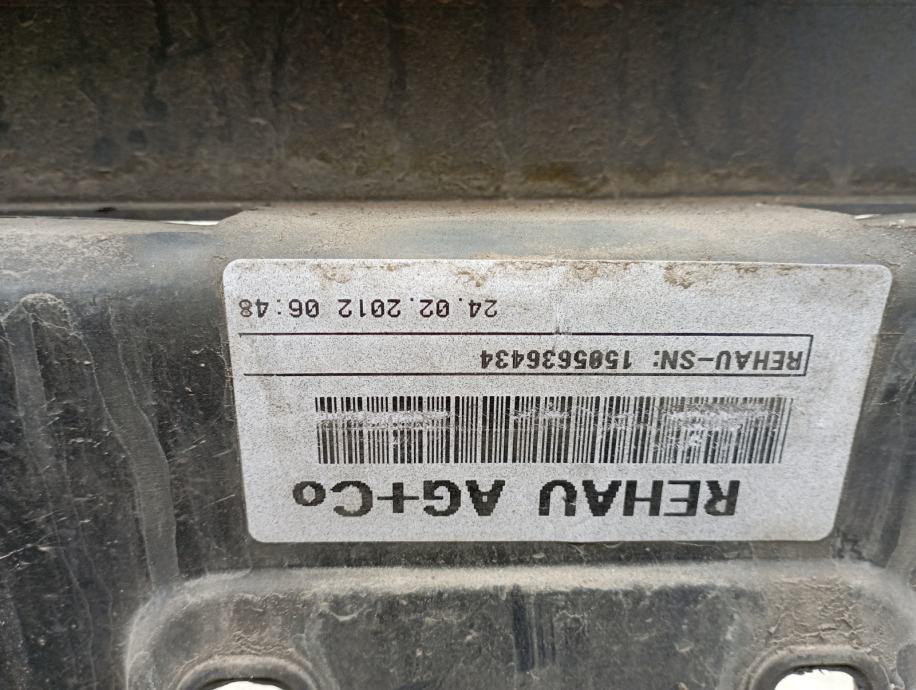 REHAU AG+Co
REHAU-SN: 1505636434
24.02.2012 06:48